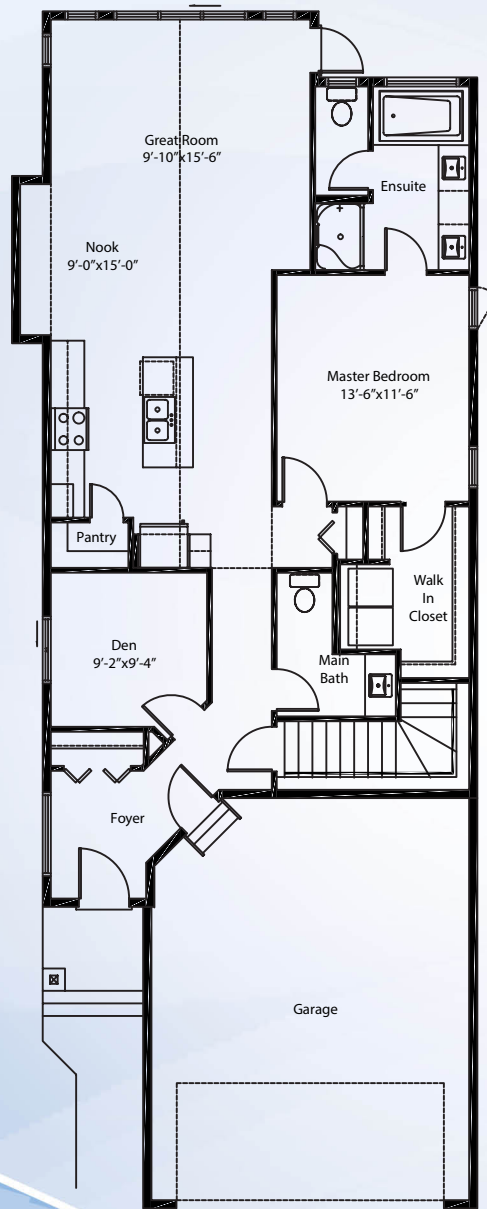 Great Room
9'-10"x15'-6"
Ensuite
Nook
9'-0"x15'-0"
Master Bedroom
13'-6"x11'-6"
Pantry
Walk
In
Closet
Den
9'-2"x9'-4"
Main
Bath
Foyer
Garage